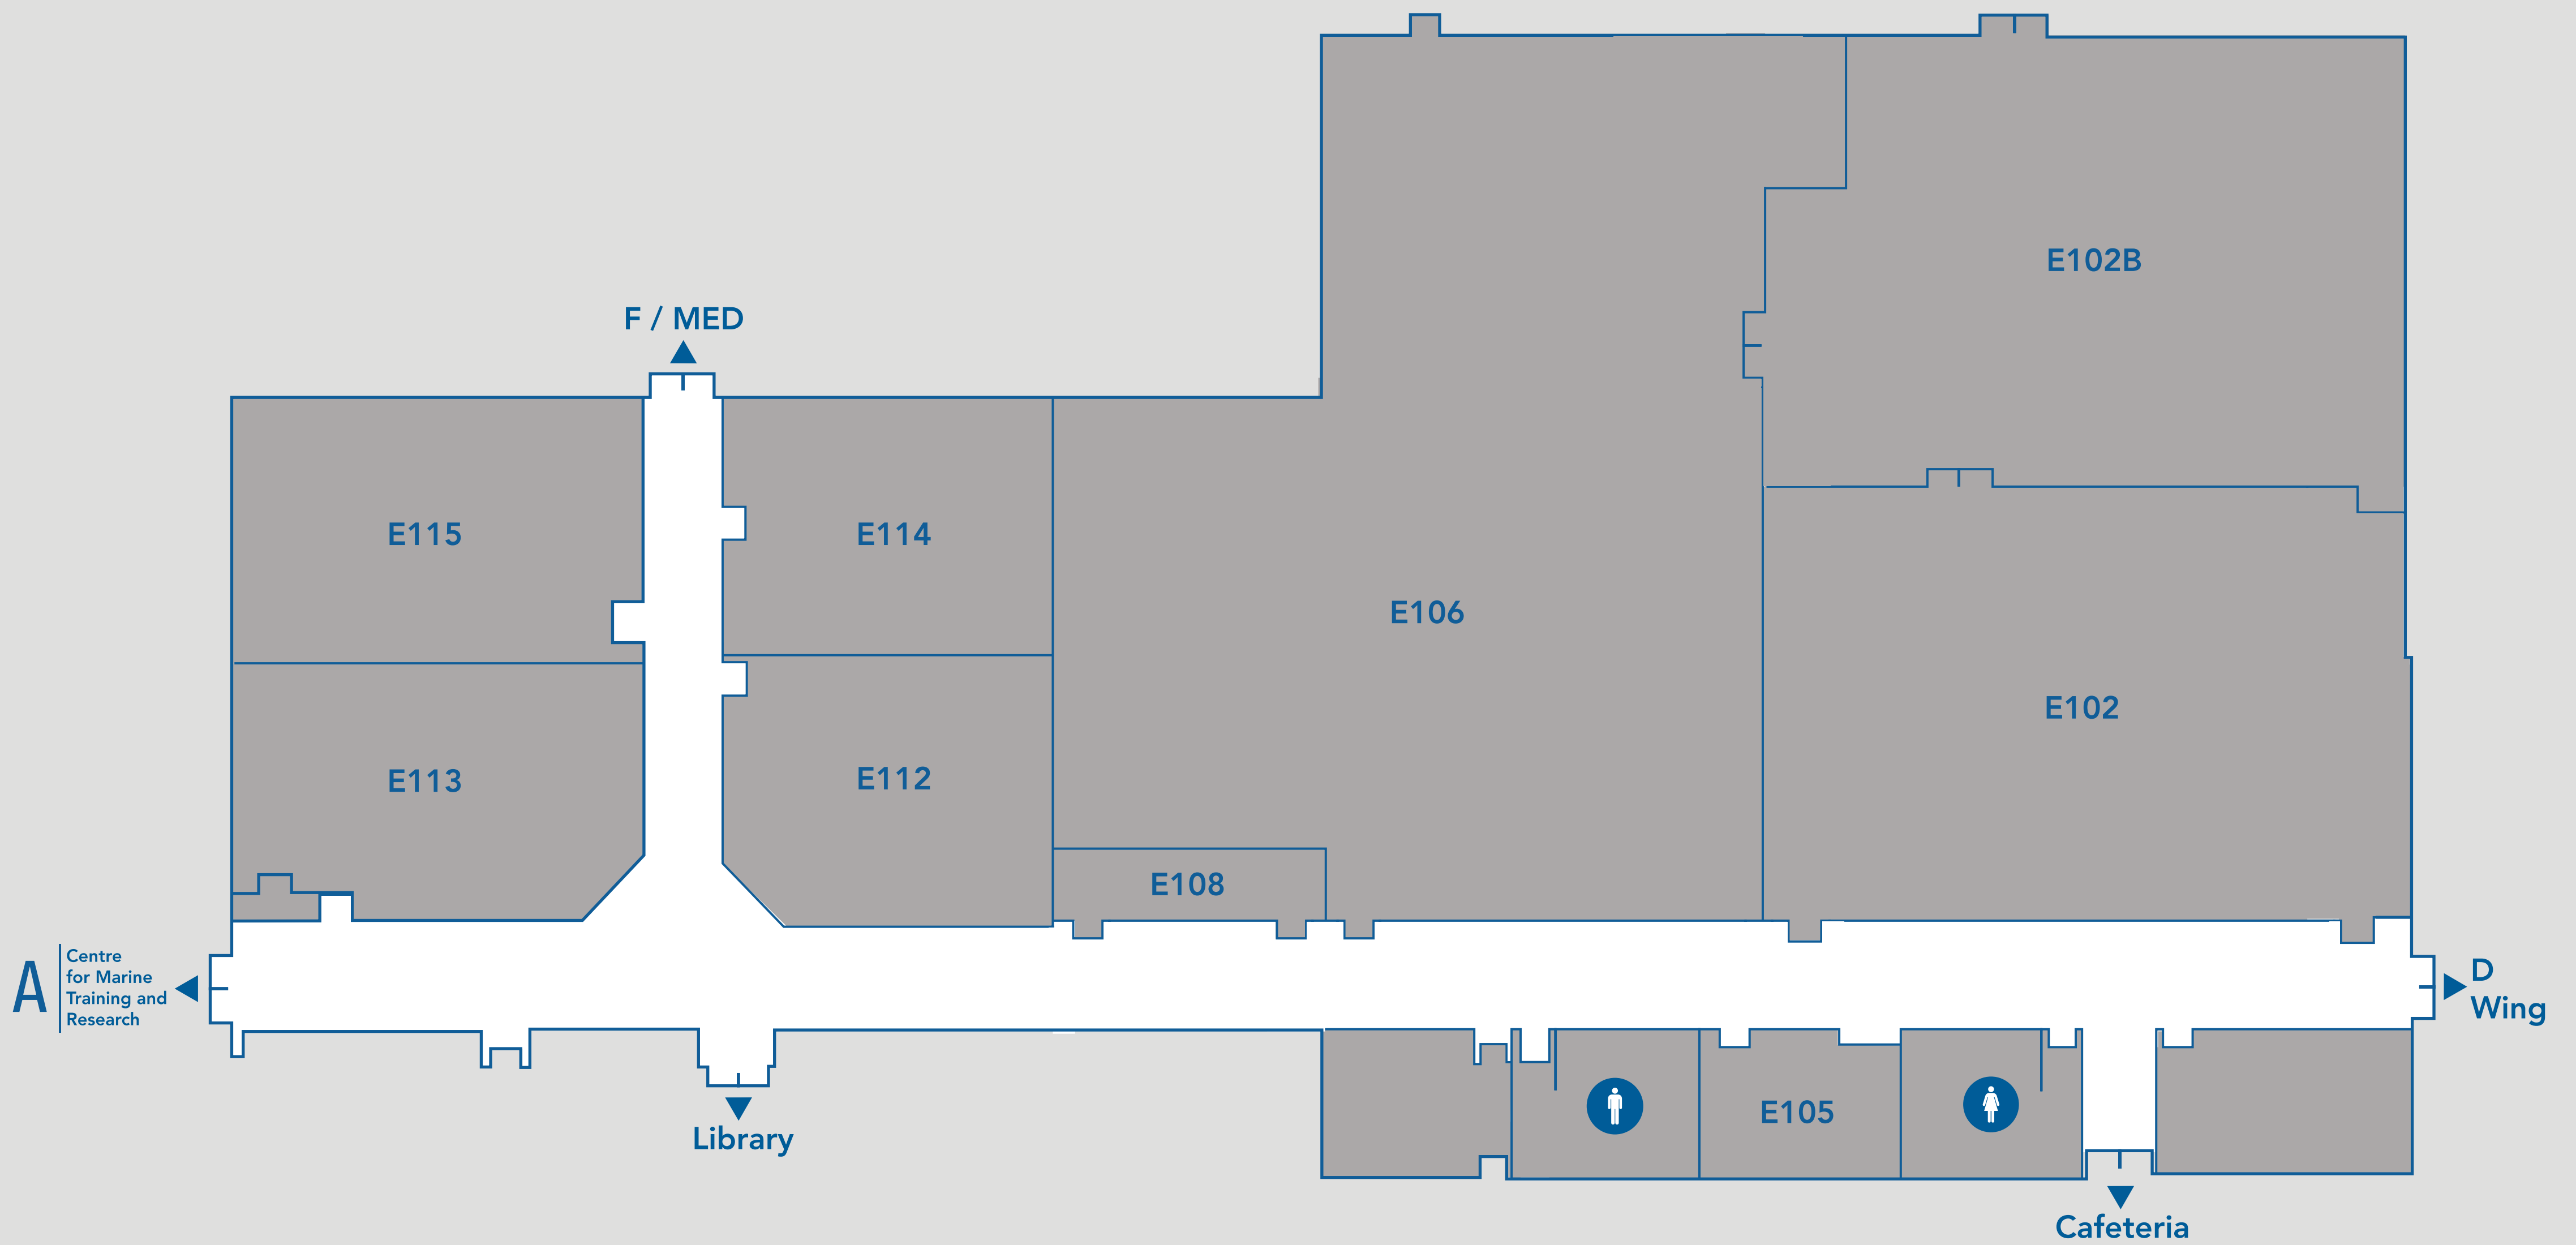 E102B
F / MED
E115
E114
E106
E102
E113
E112
E108
A
Centre
for Marine
Training and
Research
D
Wing
E105
Library
Cafeteria